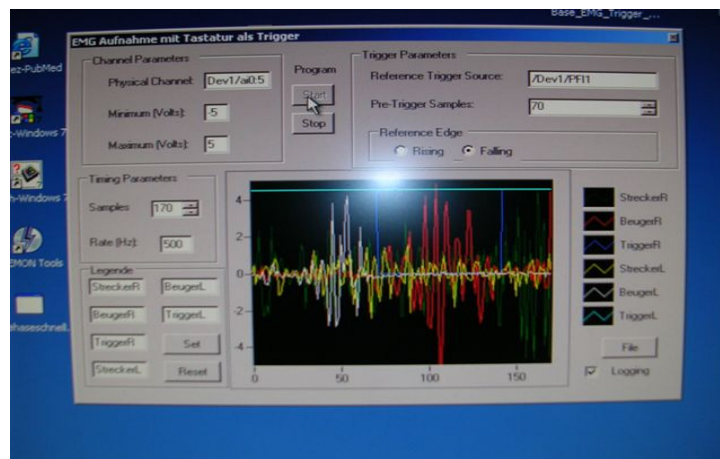 Base_EMG_Trigger_...
EMG Aufnahme mit Tastatur als Trigger
Channel Parameters
Physical Channel:
Dev1/ai0:5
Minimum (Volts):
-5
Maximum (Volts):
5
Program
Start
Stop
Trigger Parameters
Reference Trigger Source:
/Dev1/PFI1
Pre-Trigger Samples:
70
Reference Edge
Rising
Falling
Timing Parameters
Samples
170
Rate (Hz):
500
Legende
StreckerR
BeugerL
BeugerR
TriggerL
TriggerR
Set
StreckerL
Reset
4
2
0
-2
-4
0
50
100
150
StreckerR
BeugerR
TriggerR
StreckerL
BeugerL
TriggerL
File
Logging
ez-PubMed
-Windows 7
-Windows 7
EMON Tools
haseschnell.